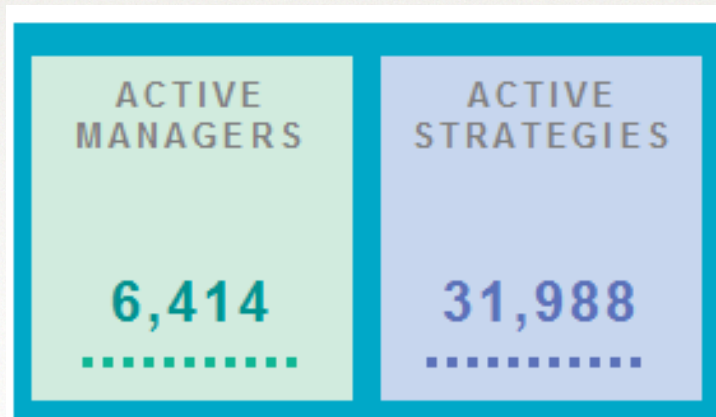 ACTIVE
MANAGERS
6,414
ACTIVE
STRATEGIES
31,988